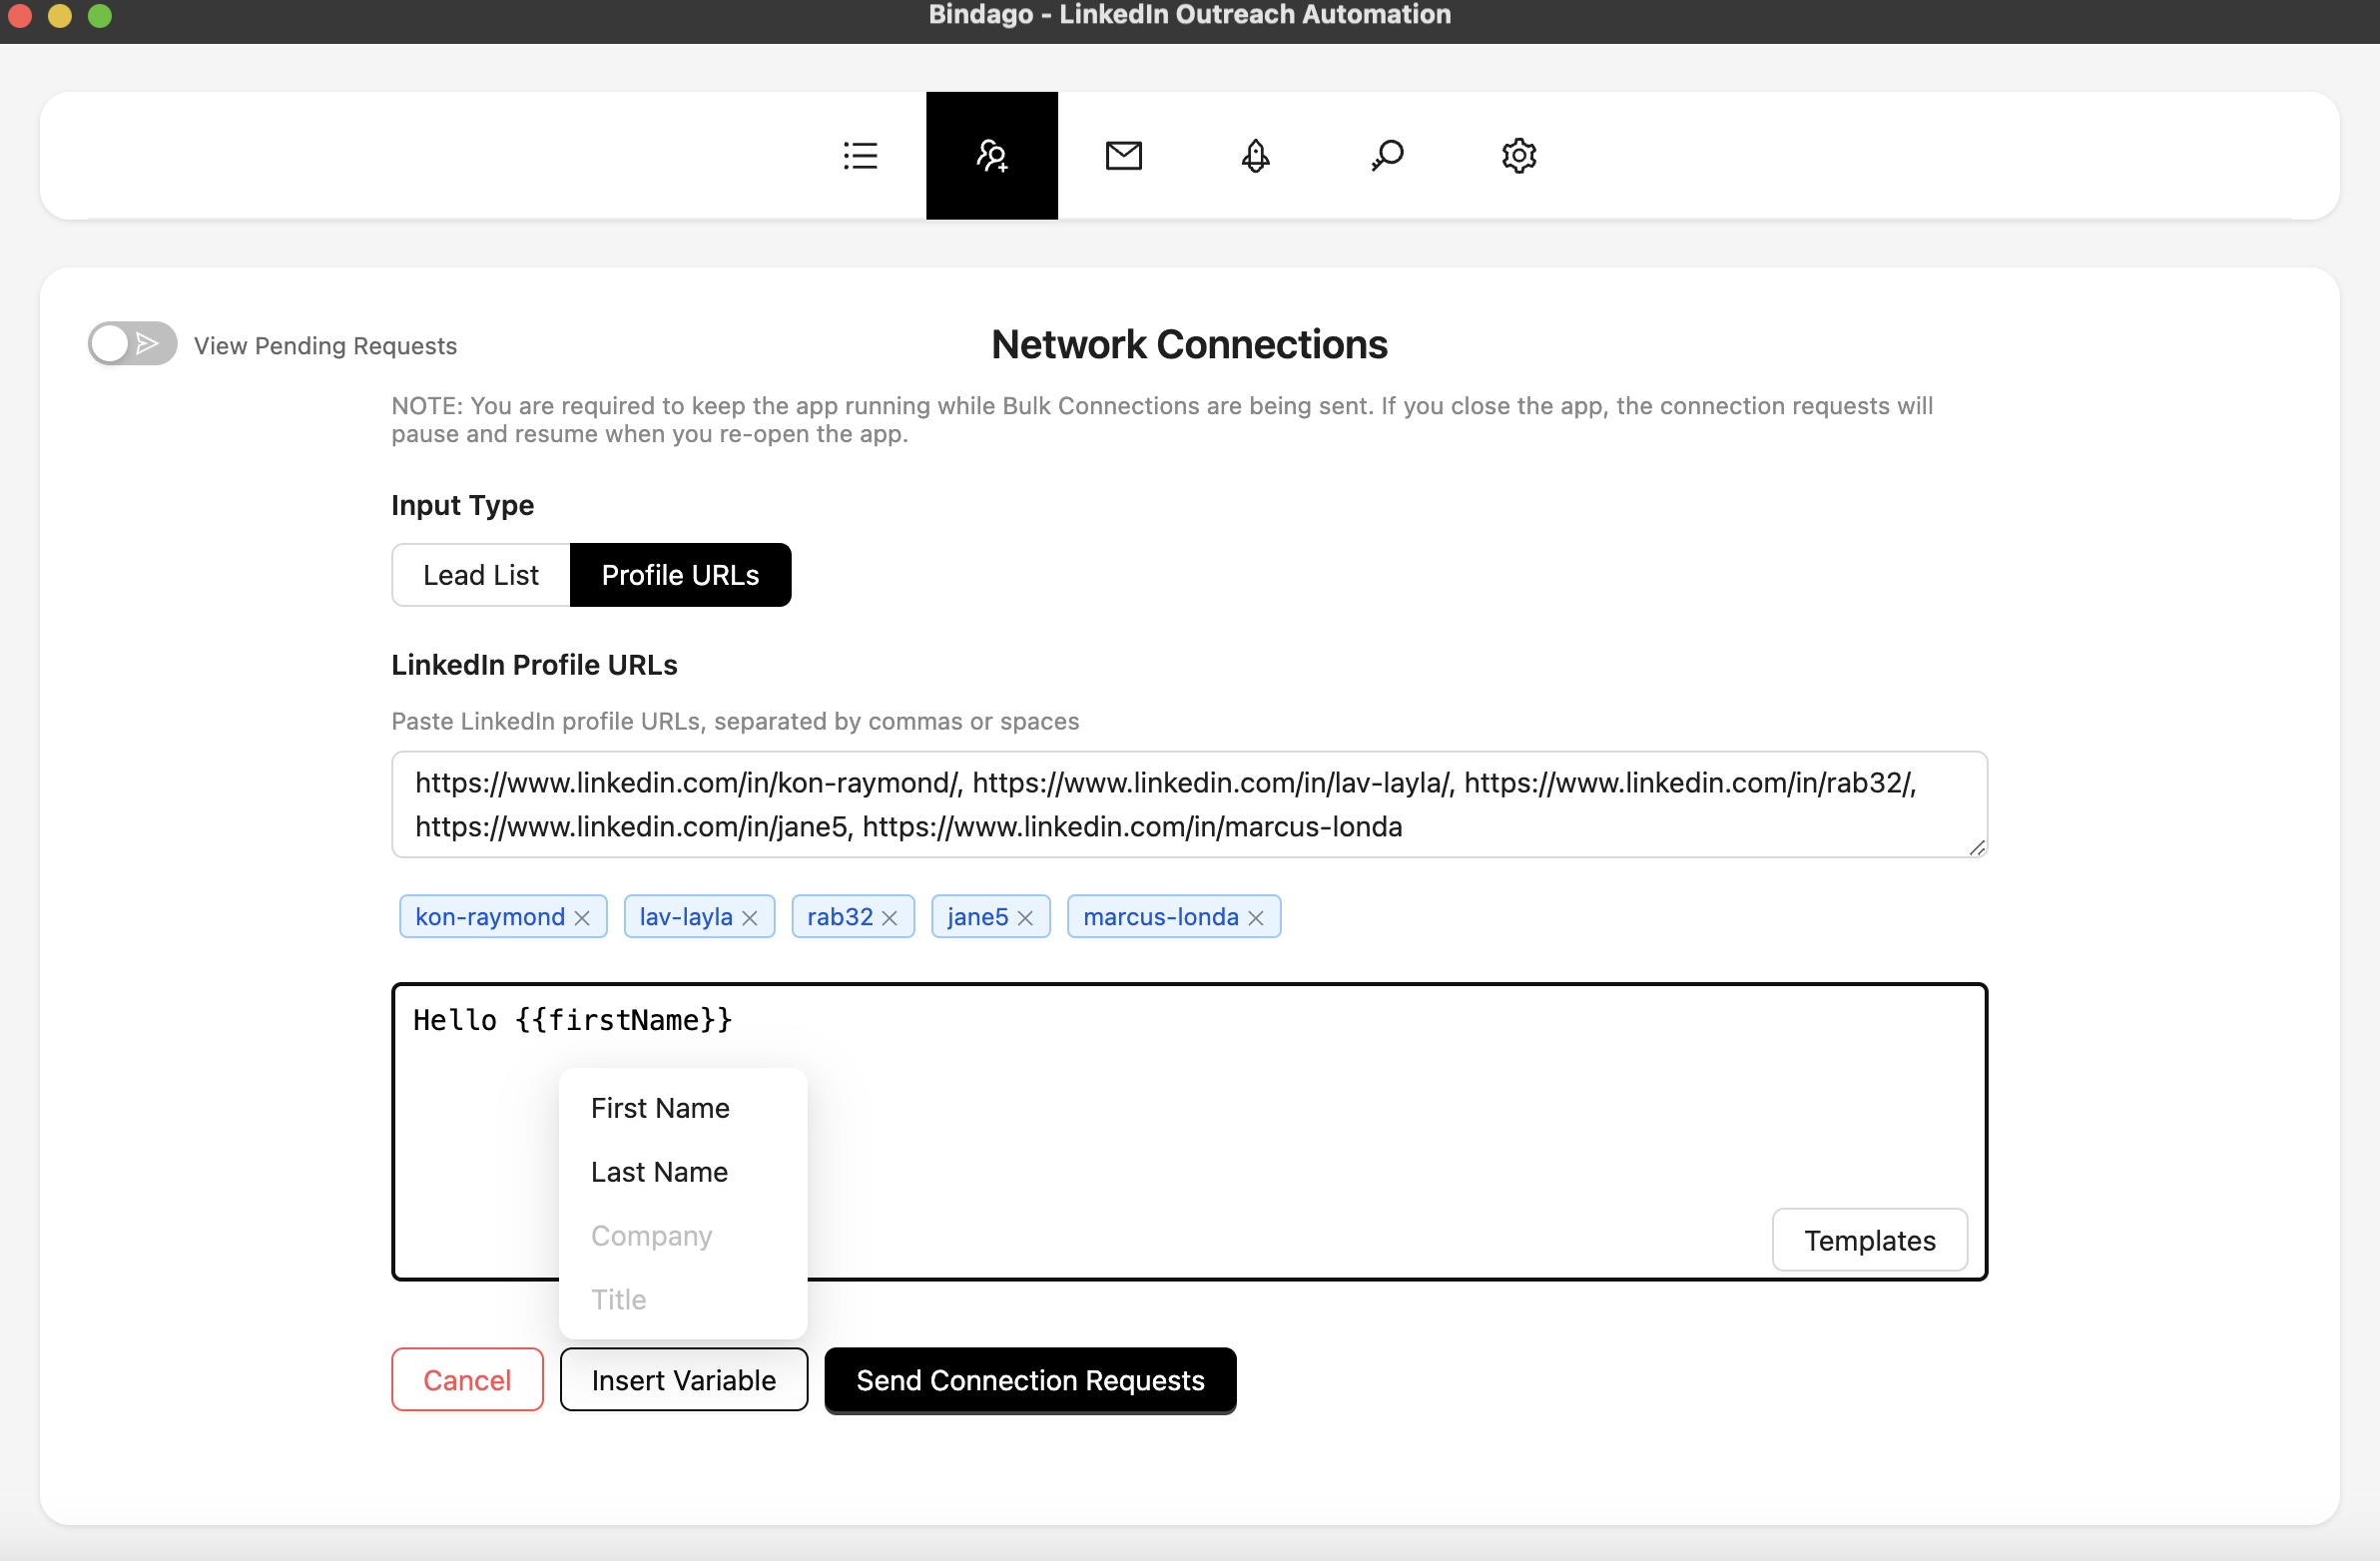 Bindago - LinkedIn Outreach Automation
View Pending Requests
Network Connections
NOTE: You are required to keep the app running while Bulk Connections are being sent. If you close the app, the connection requests will
pause and resume when you re-open the app.
Input Type
Lead List
Profile URLs
LinkedIn Profile URLs
Paste LinkedIn profile URLs, separated by commas or spaces
https://www.linkedin.com/in/kon-raymond/, https://www.linkedin.com/in/lav-layla/, https://www.linkedin.com/in/rab32/,
https://www.linkedin.com/in/jane5, https://www.linkedin.com/in/marcus-londa
kon-raymond
lav-layla
rab32
jane5
marcus-londa
Hello {{firstName}}
First Name
Last Name
Company
Title
Templates
Cancel
Insert Variable
Send Connection Requests